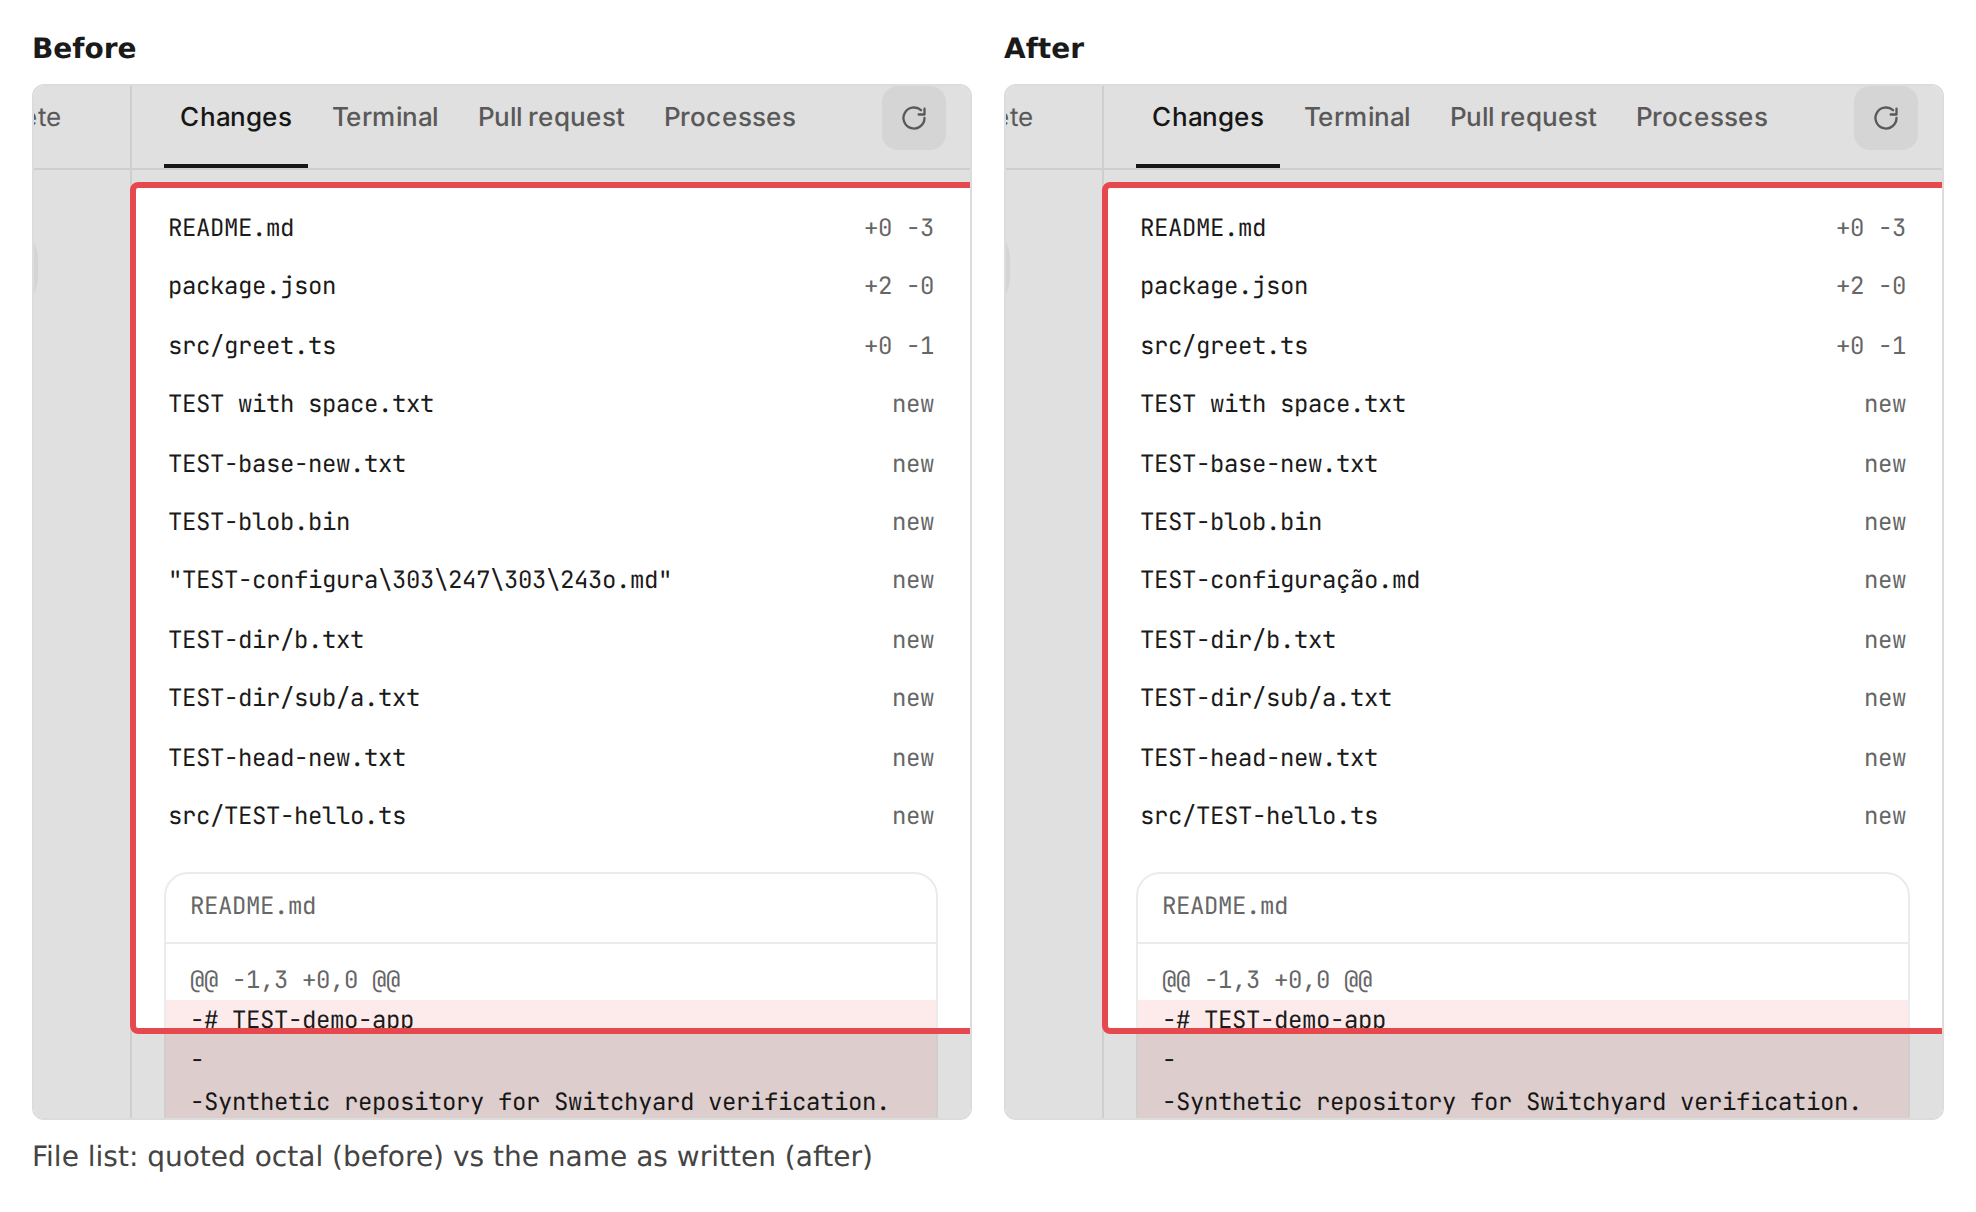 Before
ete
Changes Terminal Pull request Processes
README.md +0 -3
package.json +2 -0
src/greet.ts +0 -1
TEST with space.txt new
TEST-base-new.txt new
TEST-blob.bin new
"TEST-configura\303\247\303\243o.md" new
TEST-dir/b.txt new
TEST-dir/sub/a.txt new
TEST-head-new.txt new
src/TEST-hello.ts new
README.md
@@ -1,3 +0,0 @@
-# TEST-demo-app
-
-Synthetic repository for Switchyard verification.
After
ete
Changes Terminal Pull request Processes
README.md +0 -3
package.json +2 -0
src/greet.ts +0 -1
TEST with space.txt new
TEST-base-new.txt new
TEST-blob.bin new
TEST-configuração.md new
TEST-dir/b.txt new
TEST-dir/sub/a.txt new
TEST-head-new.txt new
src/TEST-hello.ts new
README.md
@@ -1,3 +0,0 @@
-# TEST-demo-app
-
-Synthetic repository for Switchyard verification.
File list: quoted octal (before) vs the name as written (after)